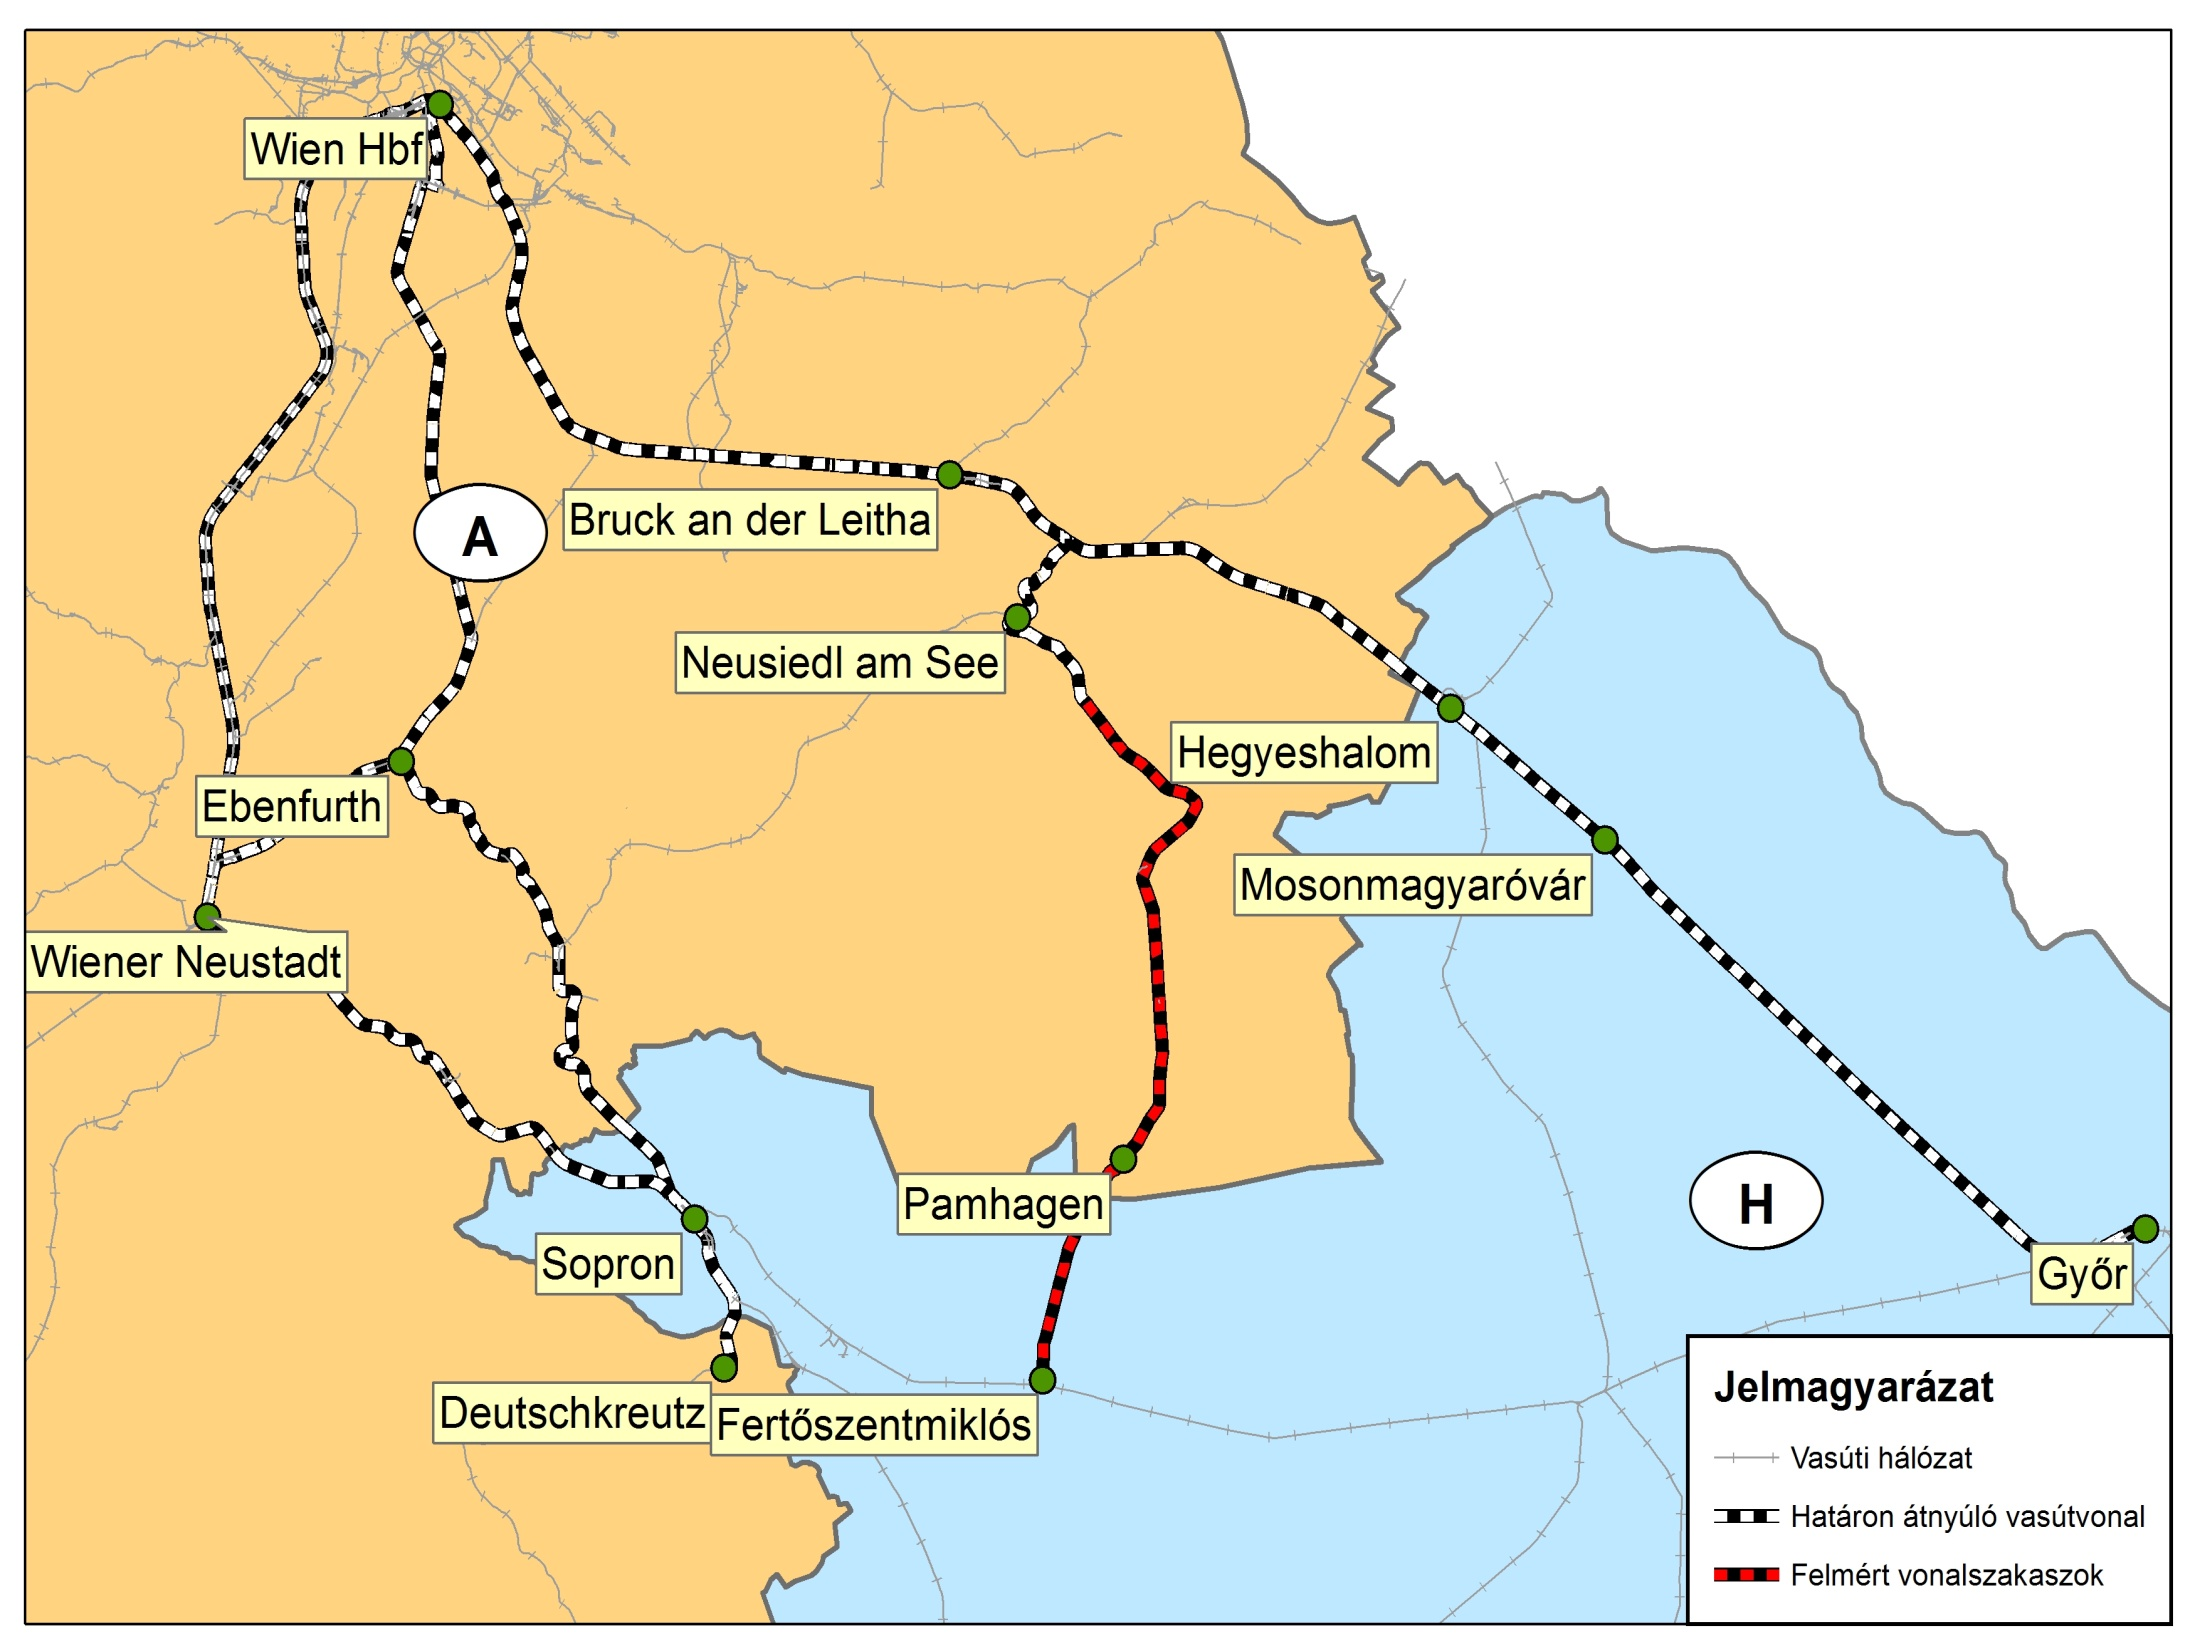 Wien Hbf
A
Bruck an der Leitha
Neusiedl am See
Hegyeshalom
Ebenfurth
Mosonmagyaróvár
Wiener Neustadt
Pamhagen
H
Sopron
Győr
Deutschkreutz
Fertőszentmiklós
Jelmagyarázat
Vasúti hálózat
Határon átnyúló vasútvonal
Felmért vonalszakaszok